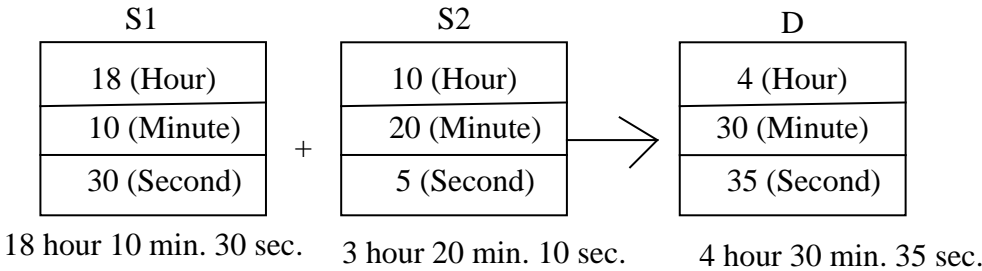 S1 S2 D
18 (Hour) 10 (Hour) 4 (Hour)
10 (Minute) 20 (Minute) 30 (Minute)
+
30 (Second) 5 (Second) 35 (Second)
18 hour 10 min. 30 sec. 3 hour 20 min. 10 sec. 4 hour 30 min. 35 sec.